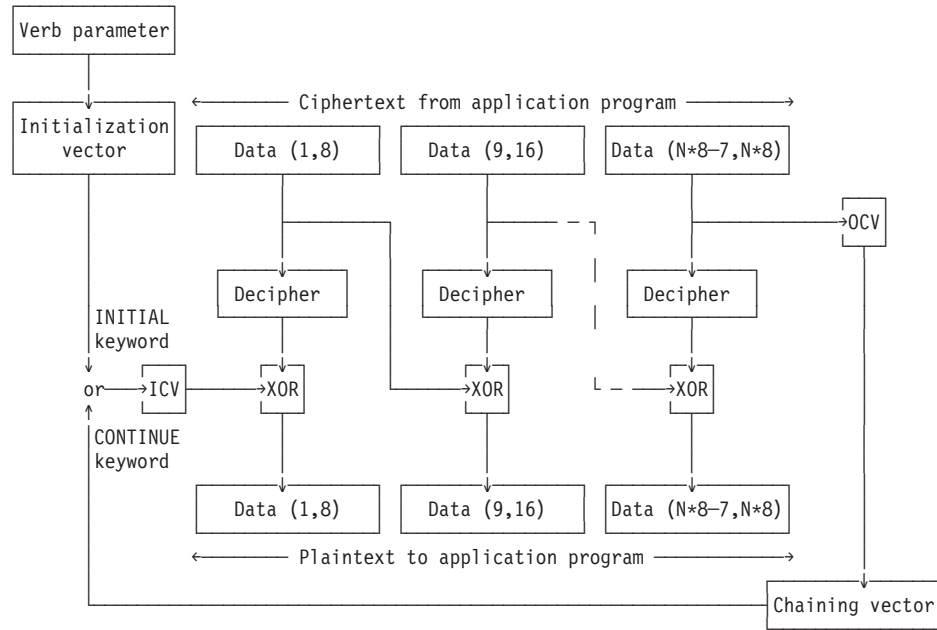 Verb parameter
Ciphertext from application program
Initialization
vector
Data (1,8)
Data (9,16)
Data (N*8–7,N*8)
OCV
Decipher
Decipher
Decipher
INITIAL
keyword
or
ICV
XOR
XOR
XOR
CONTINUE
keyword
Data (1,8)
Data (9,16)
Data (N*8–7,N*8)
Plaintext to application program
Chaining vector